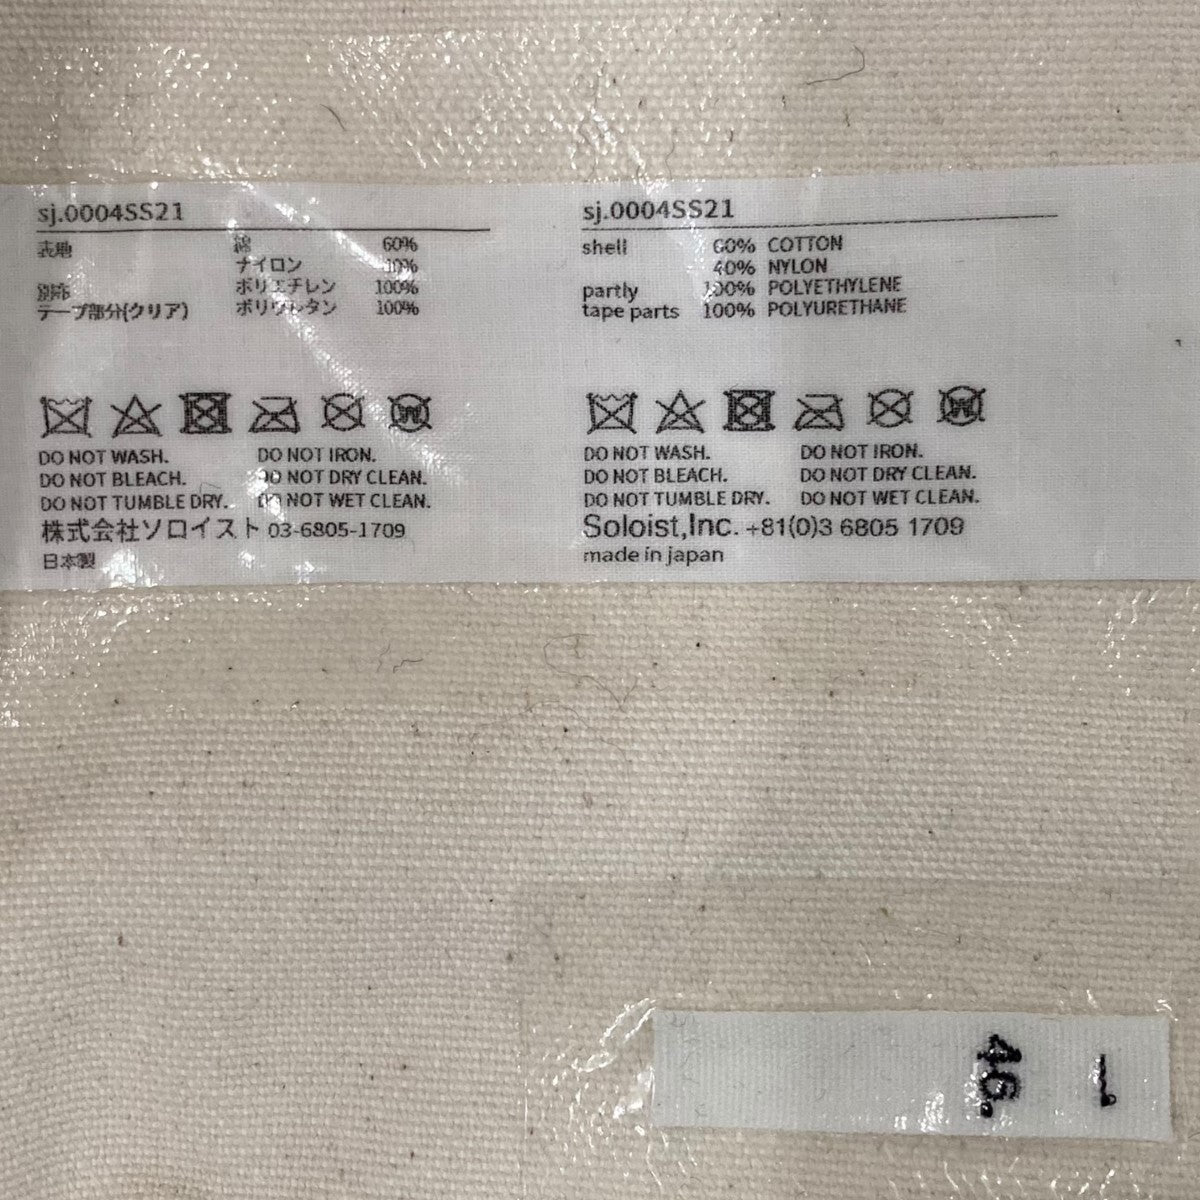 sj.0004SS21
表地 綿 60%
ナイロン 40%
別布 ポリエチレン 100%
テープ部分(クリア) ポリウレタン 100%
DO NOT WASH. DO NOT IRON.
DO NOT BLEACH. DO NOT DRY CLEAN.
DO NOT TUMBLE DRY. DO NOT WET CLEAN.
株式会社ソロイスト 03-6805-1709
日本製
sj.0004SS21
shell 60% COTTON
40% NYLON
partly 100% POLYETHYLENE
tape parts 100% POLYURETHANE
DO NOT WASH. DO NOT IRON.
DO NOT BLEACH. DO NOT DRY CLEAN.
DO NOT TUMBLE DRY. DO NOT WET CLEAN.
Soloist,Inc. +81(0)3 6805 1709
made in japan
46.